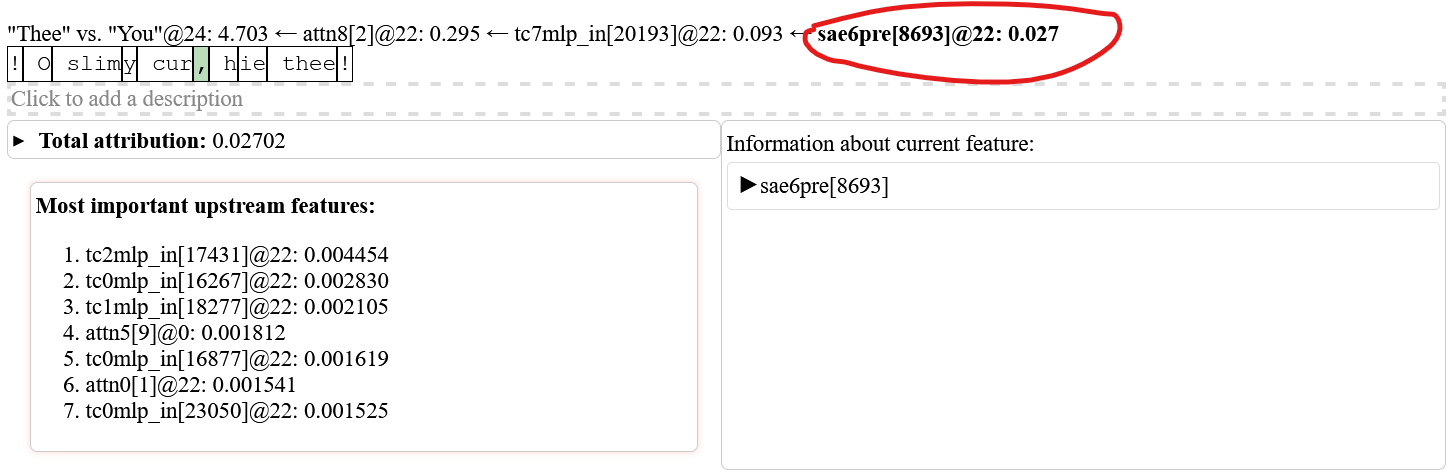 "Thee" vs. "You"@24: 4.703 ← attn8[2]@22: 0.295 ← tc7mlp_in[20193]@22: 0.093 ← sae6pre[8693]@22: 0.027
! O slimy cur, hie thee!
Click to add a description
► Total attribution: 0.02702
Most important upstream features:
1. tc2mlp_in[17431]@22: 0.004454
2. tc0mlp_in[16267]@22: 0.002830
3. tc1mlp_in[18277]@22: 0.002105
4. attn5[9]@0: 0.001812
5. tc0mlp_in[16877]@22: 0.001619
6. attn0[1]@22: 0.001541
7. tc0mlp_in[23050]@22: 0.001525
Information about current feature:
►sae6pre[8693]